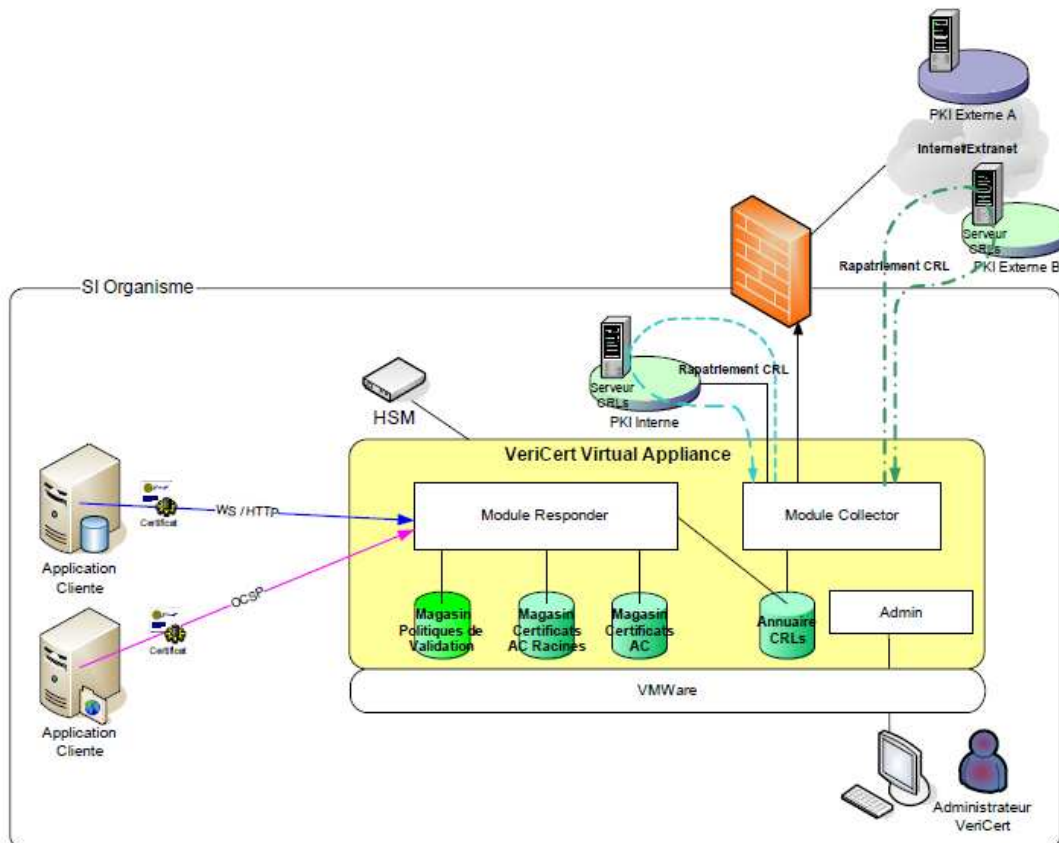 PKI Externe A
Internet/Extranet
Serveur
CRLs
PKI Externe B
Rapatriement CRL
SI Organisme
Rapatriement CRL
Serveur
CRLs
PKI Interne
HSM
VeriCert Virtual Appliance
WS / HTTP
Certificat
Module Responder
Module Collector
Application
Cliente
OCSP
Certificat
Magasin
Politiques de
Validation
Magasin
Certificats
AC Racines
Magasin
Certificats
AC
Annuaire
CRLs
Admin
VMWare
Application
Cliente
Administrateur
VeriCert